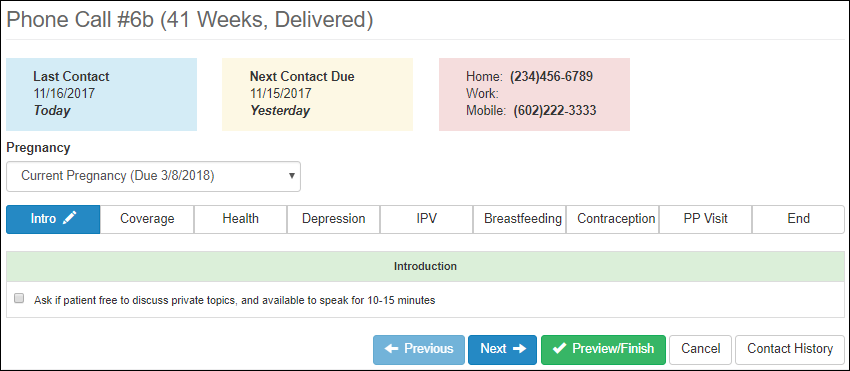 Phone Call #6b (41 Weeks, Delivered)
Last Contact
11/16/2017
Today
Next Contact Due
11/15/2017
Yesterday
Home: (234)456-6789
Work:
Mobile: (602)222-3333
Pregnancy
Current Pregnancy (Due 3/8/2018)
Intro Coverage Health Depression IPV Breastfeeding Contraception PP Visit End
Introduction
Ask if patient free to discuss private topics, and available to speak for 10-15 minutes
Previous Next Preview/Finish Cancel Contact History